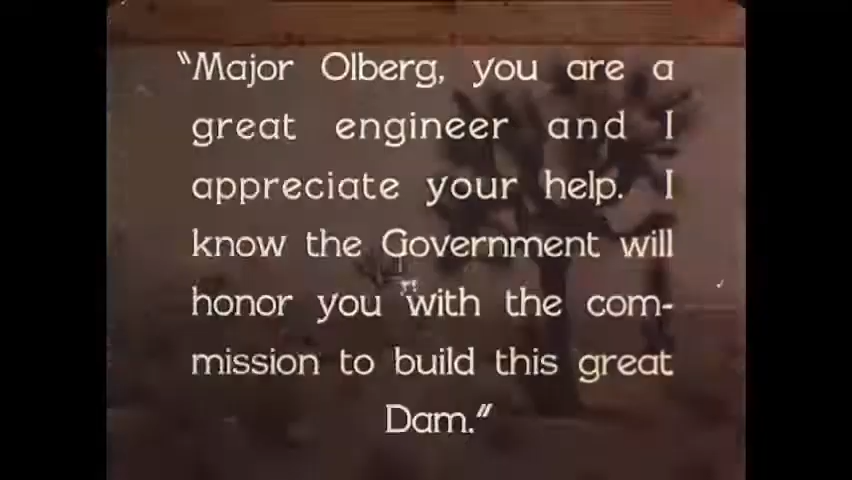 "Major Olberg, you are a
great engineer and I
appreciate your help. I
know the Government will
honor you with the com-
mission to build this great
Dam."